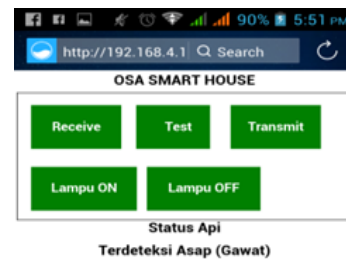 90% 5:51 PM
http://192.168.4.1 Search
OSA SMART HOUSE
Receive Test Transmit
Lampu ON Lampu OFF
Status Api
Terdeteksi Asap (Gawat)